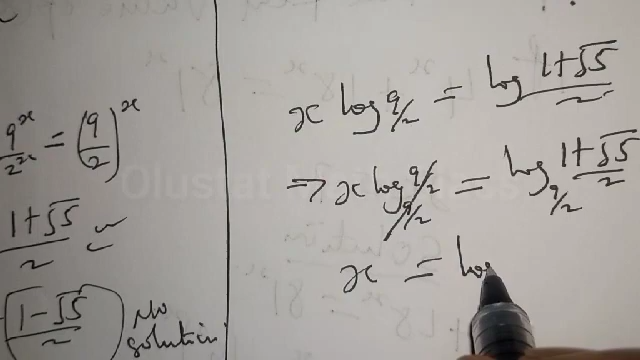 9^x/2^x = (9/2)^x
1+√5/2 ✓
1-√5/2 No solution
x log 9/2 = log 1+√5/2
⇒ x log_{9/2} 9/2 = log_{9/2} 1+√5/2
x = log